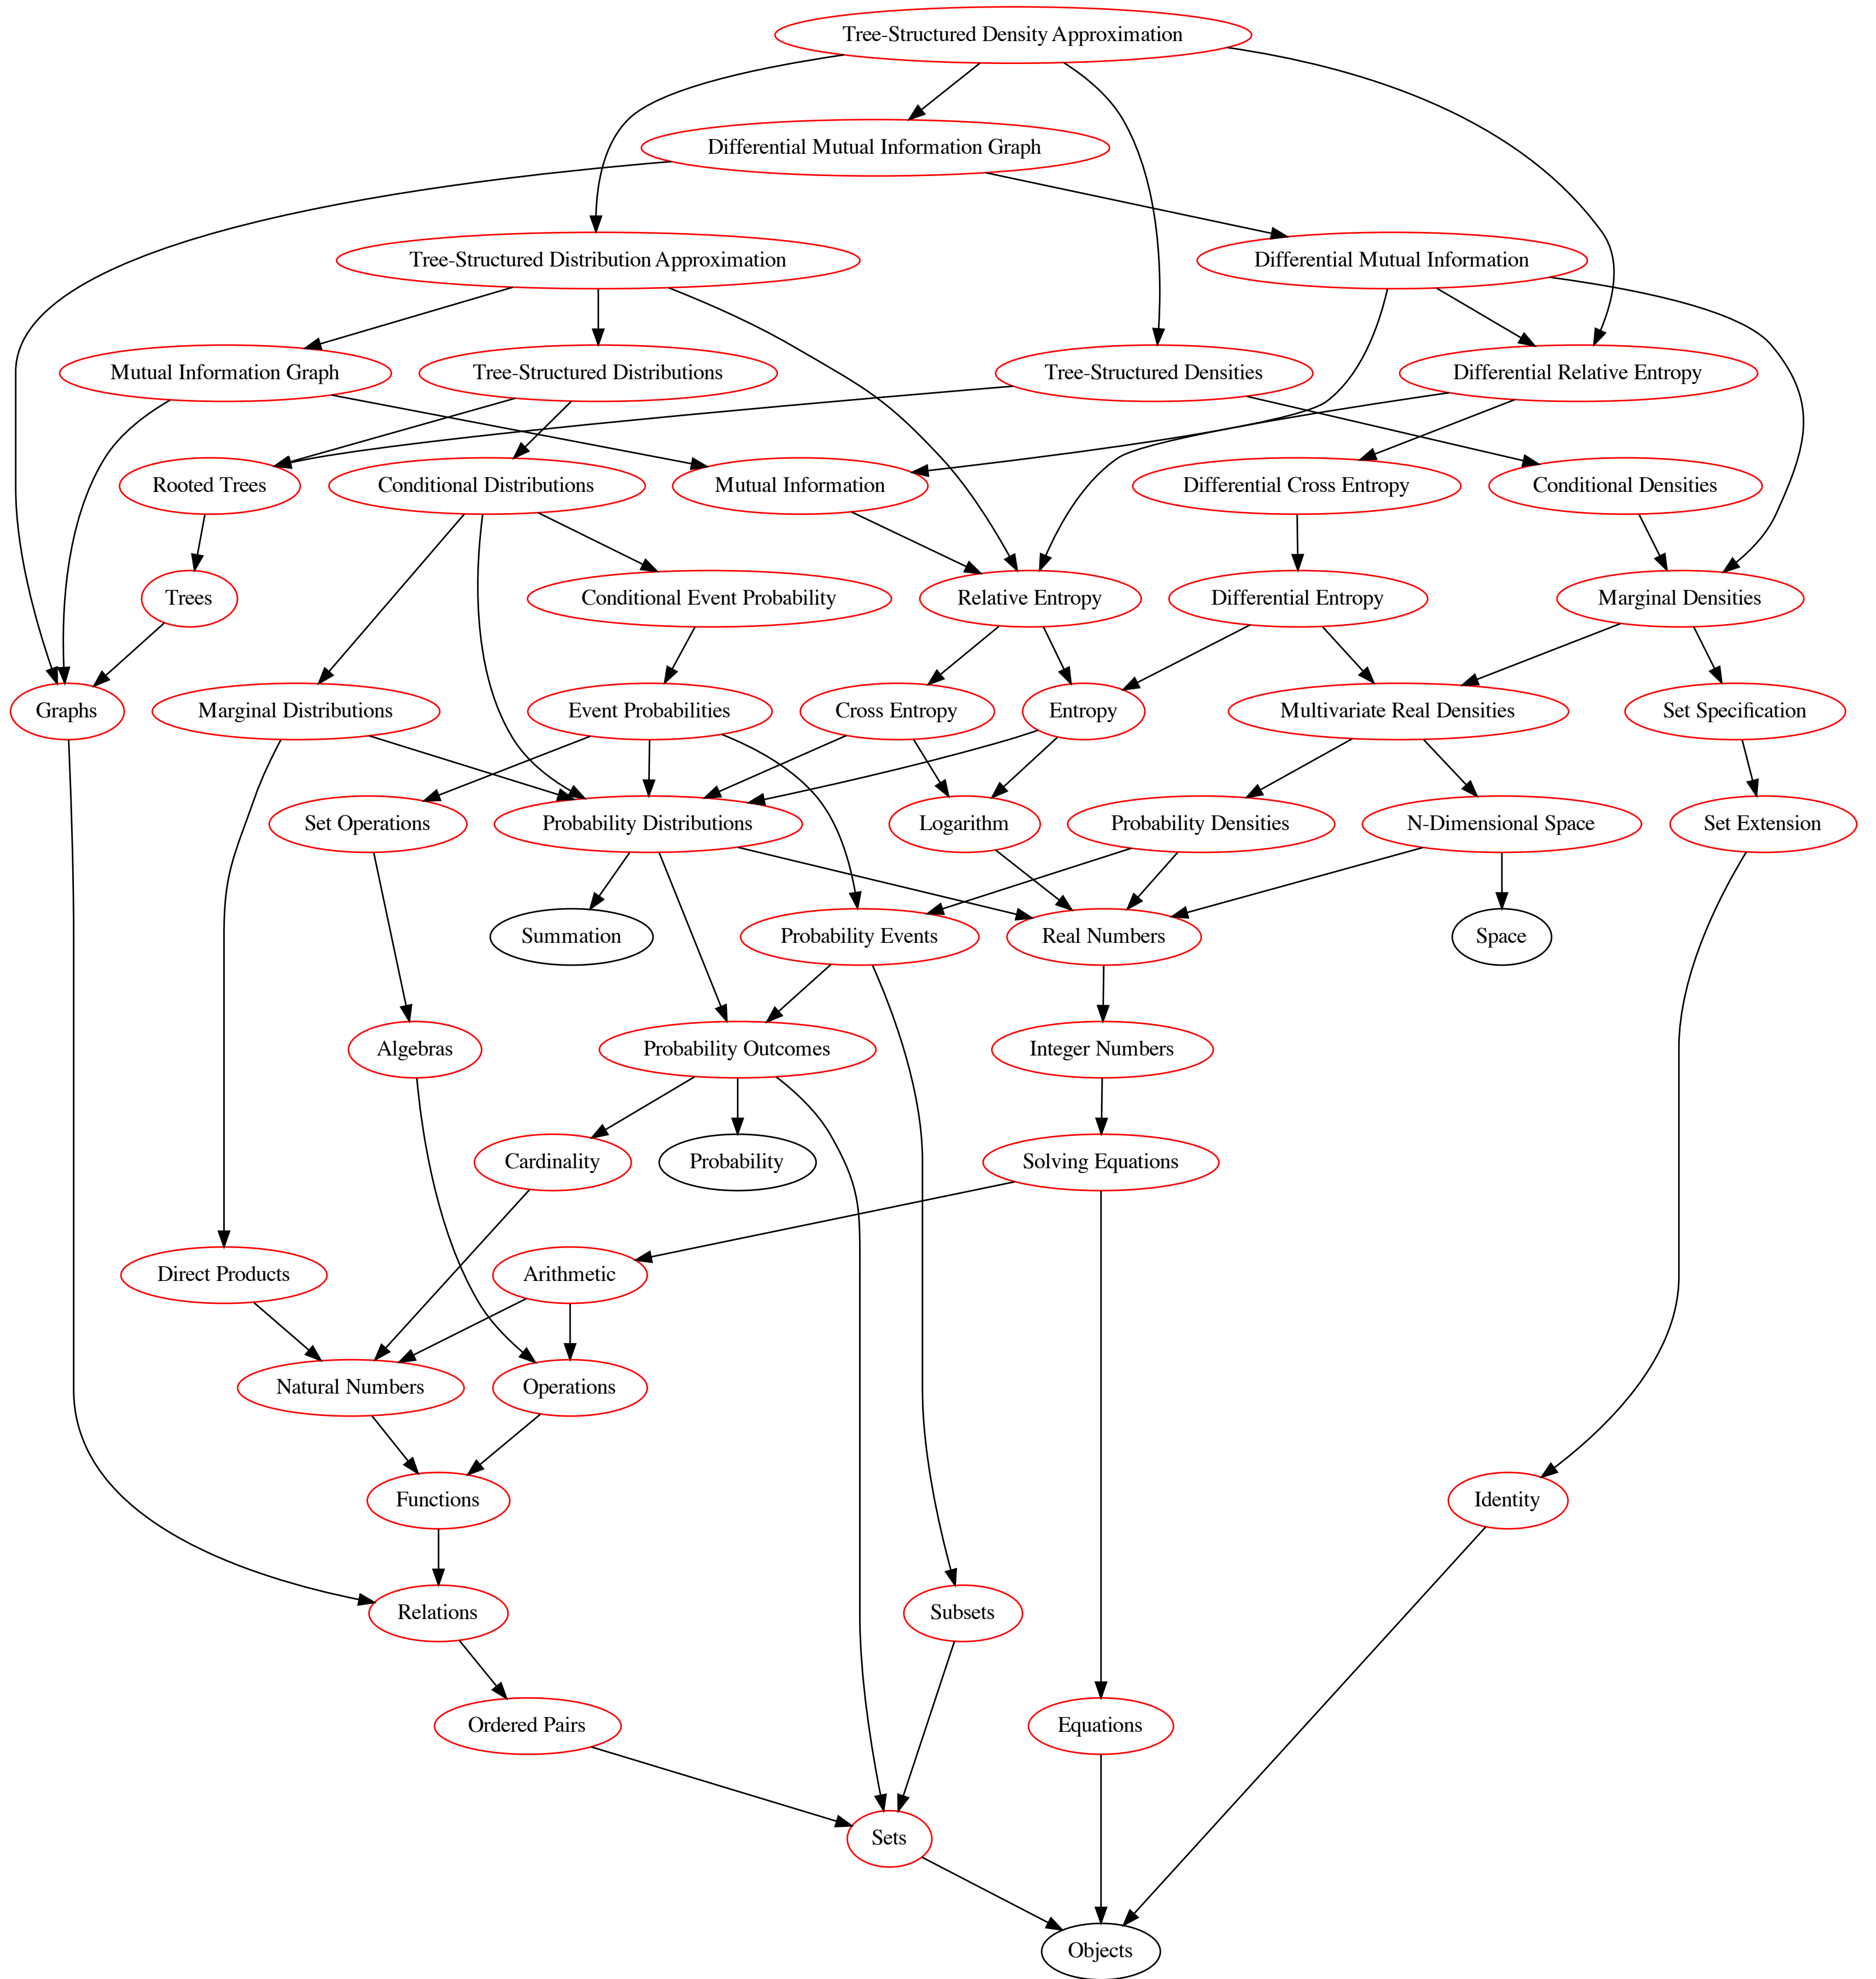 Tree-Structured Density Approximation
Differential Mutual Information Graph
Tree-Structured Distribution Approximation
Differential Mutual Information
Mutual Information Graph
Tree-Structured Distributions
Tree-Structured Densities
Differential Relative Entropy
Rooted Trees
Conditional Distributions
Mutual Information
Differential Cross Entropy
Conditional Densities
Trees
Conditional Event Probability
Relative Entropy
Differential Entropy
Marginal Densities
Graphs
Marginal Distributions
Event Probabilities
Cross Entropy
Entropy
Multivariate Real Densities
Set Specification
Set Operations
Probability Distributions
Logarithm
Probability Densities
N-Dimensional Space
Set Extension
Summation
Probability Events
Real Numbers
Space
Algebras
Probability Outcomes
Integer Numbers
Cardinality
Probability
Solving Equations
Direct Products
Arithmetic
Natural Numbers
Operations
Functions
Identity
Relations
Subsets
Ordered Pairs
Equations
Sets
Objects